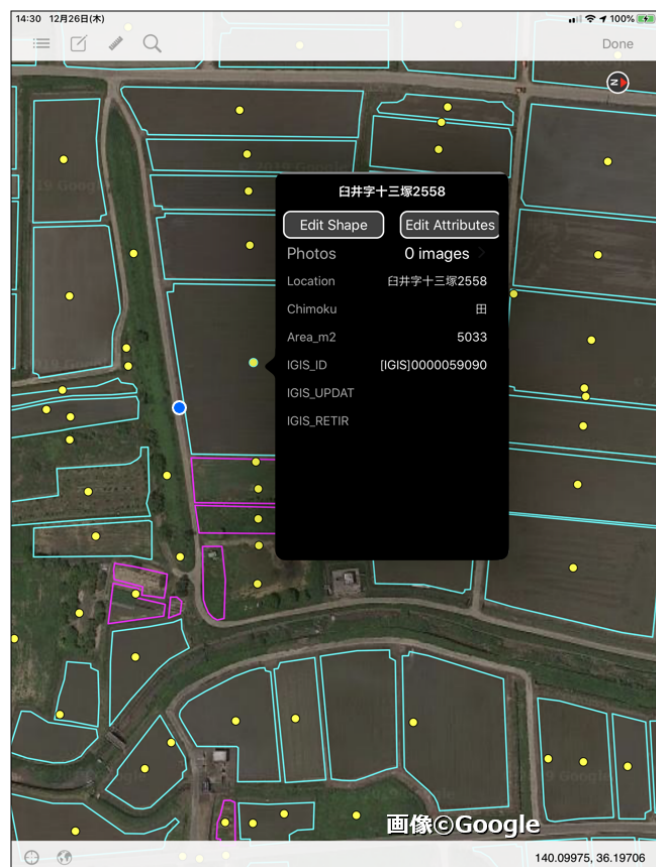 14:30 12月26日(木)
100%
Done
N
臼井字十三塚2558
Edit Shape
Edit Attributes
Photos
0 images
Location
臼井字十三塚2558
Chimoku
田
Area_m2
5033
IGIS_ID
[IGIS]0000059090
IGIS_UPDAT
IGIS_RETIR
画像©Google
140.09975, 36.19706